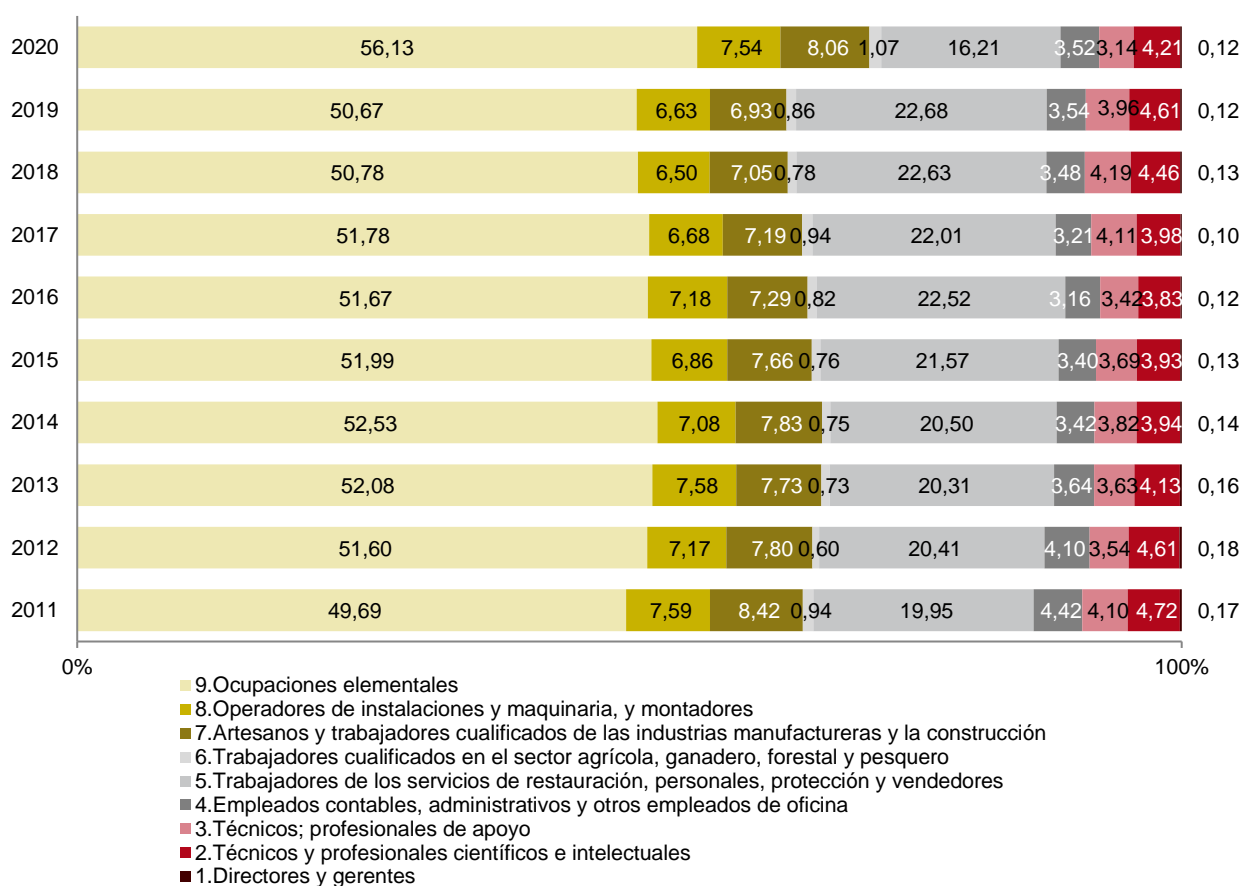 2020 56,13 7,54 8,06 1,07 16,21 3,52 3,14 4,21 0,12
2019 50,67 6,63 6,93 0,86 22,68 3,54 3,96 4,61 0,12
2018 50,78 6,50 7,05 0,78 22,63 3,48 4,19 4,46 0,13
2017 51,78 6,68 7,19 0,94 22,01 3,21 4,11 3,98 0,10
2016 51,67 7,18 7,29 0,82 22,52 3,16 3,42 3,83 0,12
2015 51,99 6,86 7,66 0,76 21,57 3,40 3,69 3,93 0,13
2014 52,53 7,08 7,83 0,75 20,50 3,42 3,82 3,94 0,14
2013 52,08 7,58 7,73 0,73 20,31 3,64 3,63 4,13 0,16
2012 51,60 7,17 7,80 0,60 20,41 4,10 3,54 4,61 0,18
2011 49,69 7,59 8,42 0,94 19,95 4,42 4,10 4,72 0,17
0% 100%
9.Ocupaciones elementales
8.Operadores de instalaciones y maquinaria, y montadores
7.Artesanos y trabajadores cualificados de las industrias manufactureras y la construcción
6.Trabajadores cualificados en el sector agrícola, ganadero, forestal y pesquero
5.Trabajadores de los servicios de restauración, personales, protección y vendedores
4.Empleados contables, administrativos y otros empleados de oficina
3.Técnicos; profesionales de apoyo
2.Técnicos y profesionales científicos e intelectuales
1.Directores y gerentes